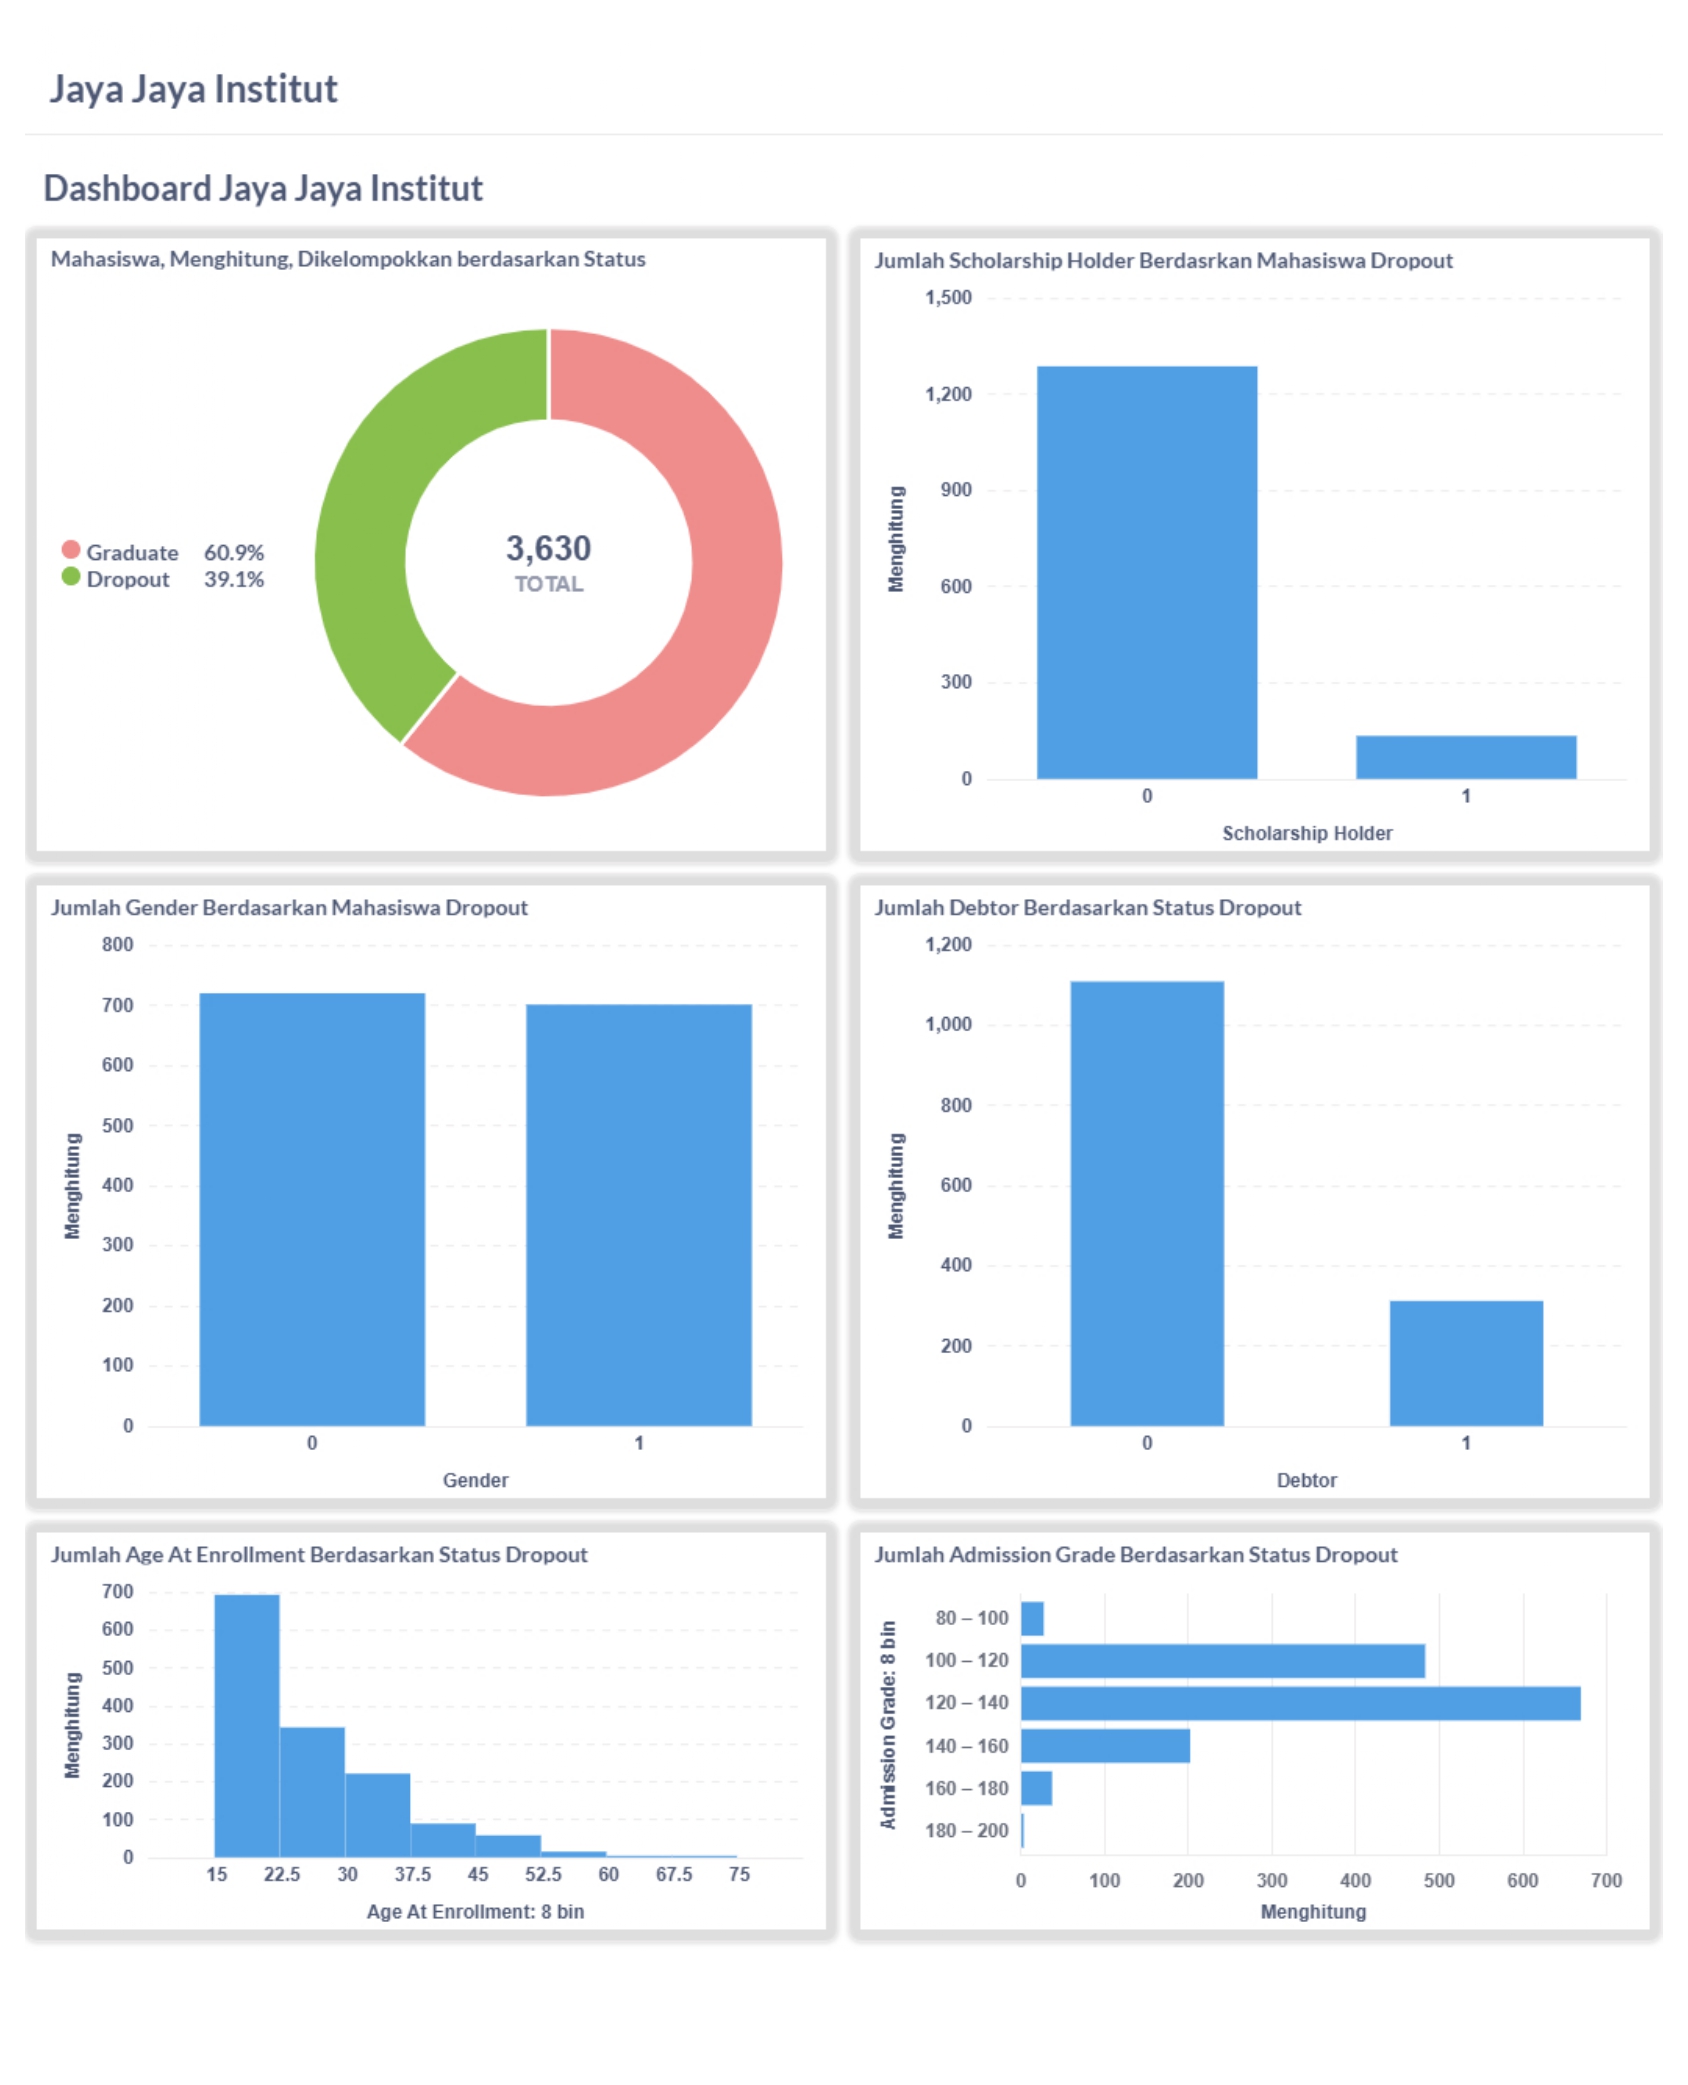 Jaya Jaya Institut
Dashboard Jaya Jaya Institut
Mahasiswa, Menghitung, Dikelompokkan berdasarkan Status
Graduate 60.9%
Dropout 39.1%
3,630
TOTAL
Jumlah Scholarship Holder Berdasrkan Mahasiswa Dropout
Menghitung
1,500
1,200
900
600
300
0
0 1
Scholarship Holder
Jumlah Gender Berdasarkan Mahasiswa Dropout
Menghitung
800
700
600
500
400
300
200
100
0
0 1
Gender
Jumlah Debtor Berdasarkan Status Dropout
Menghitung
1,200
1,000
800
600
400
200
0
0 1
Debtor
Jumlah Age At Enrollment Berdasarkan Status Dropout
Menghitung
700
600
500
400
300
200
100
0
15 22.5 30 37.5 45 52.5 60 67.5 75
Age At Enrollment: 8 bin
Jumlah Admission Grade Berdasarkan Status Dropout
Admission Grade: 8 bin
80 – 100
100 – 120
120 – 140
140 – 160
160 – 180
180 – 200
0 100 200 300 400 500 600 700
Menghitung